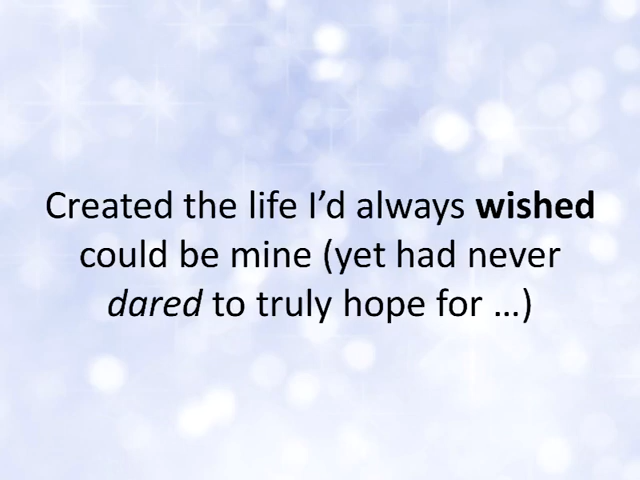 Created the life I’d always wished
could be mine (yet had never
dared to truly hope for …)